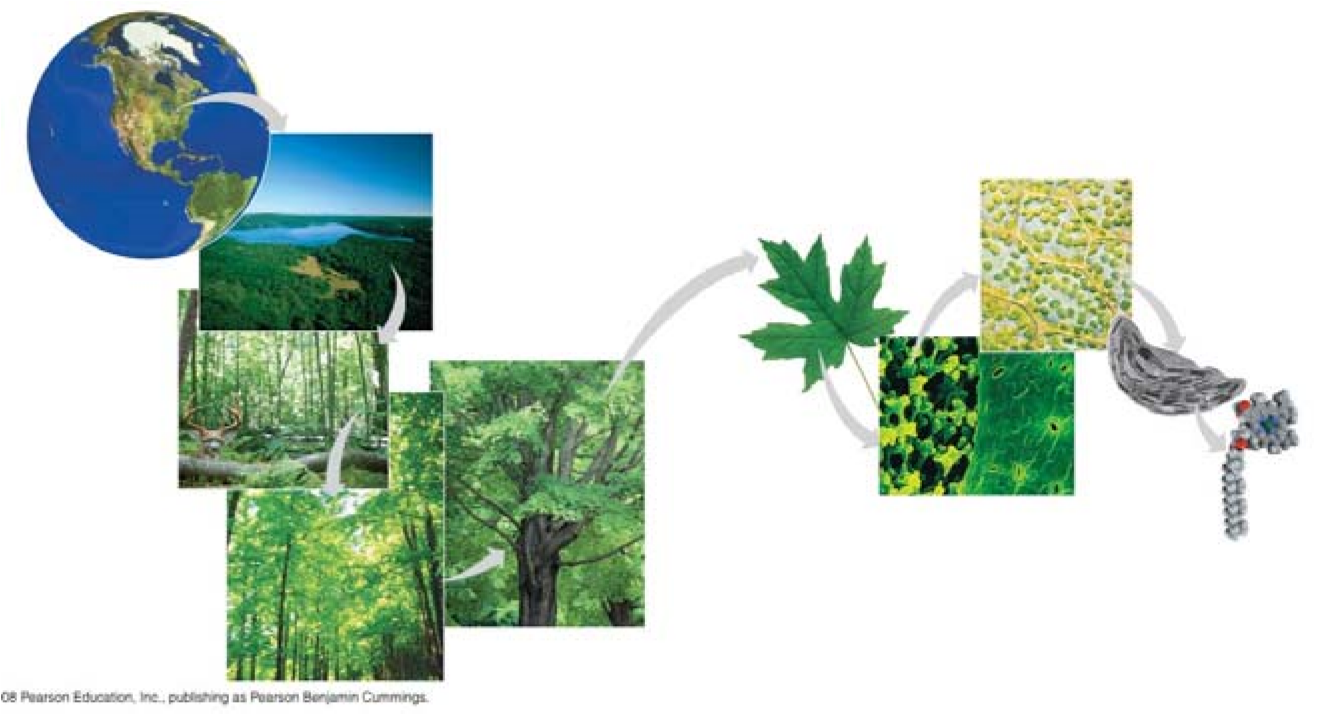 08 Pearson Education, Inc., publishing as Pearson Benjamin Cummings.